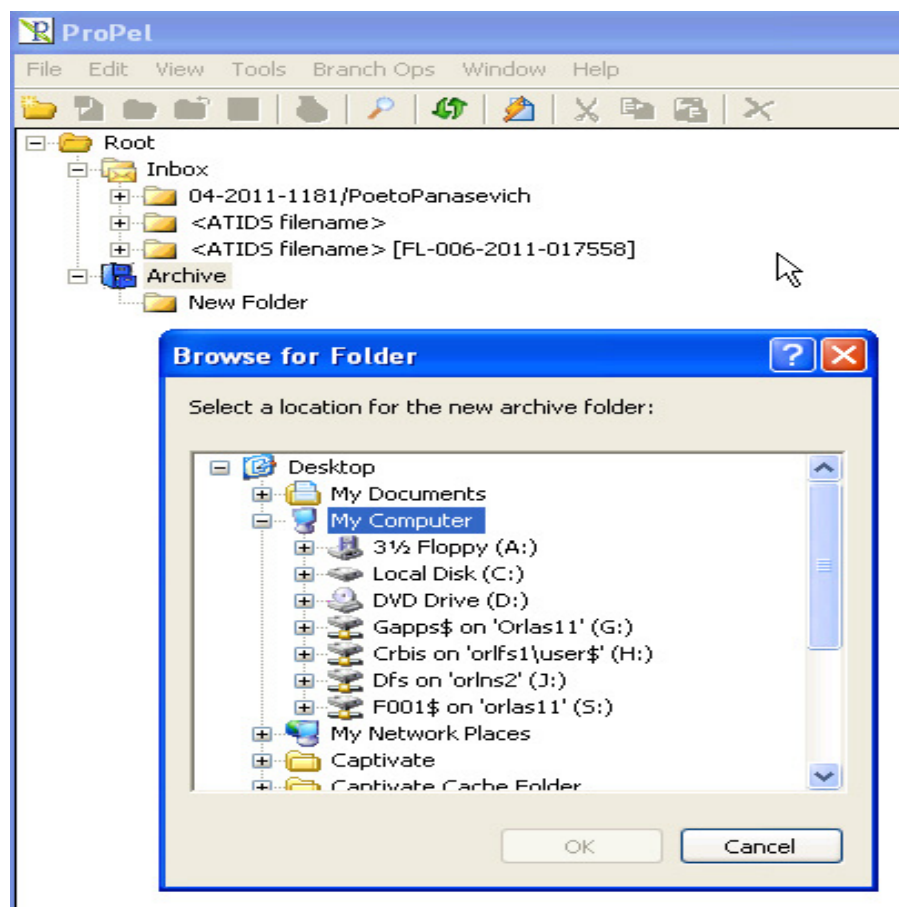 ProPel
File Edit View Tools Branch Ops Window Help
Root
Inbox
04-2011-1181/PoetoPanasevich
<ATIDS filename>
<ATIDS filename> [FL-006-2011-017558]
Archive
New Folder
Browse for Folder
Select a location for the new archive folder:
Desktop
My Documents
My Computer
3½ Floppy (A:)
Local Disk (C:)
DVD Drive (D:)
Gapps$ on 'Orlas11' (G:)
Crbis on 'orlfs1\user$' (H:)
Dfs on 'orlns2' (J:)
F001$ on 'orlas11' (S:)
My Network Places
Captivate
Captivate Cache Folder
OK Cancel